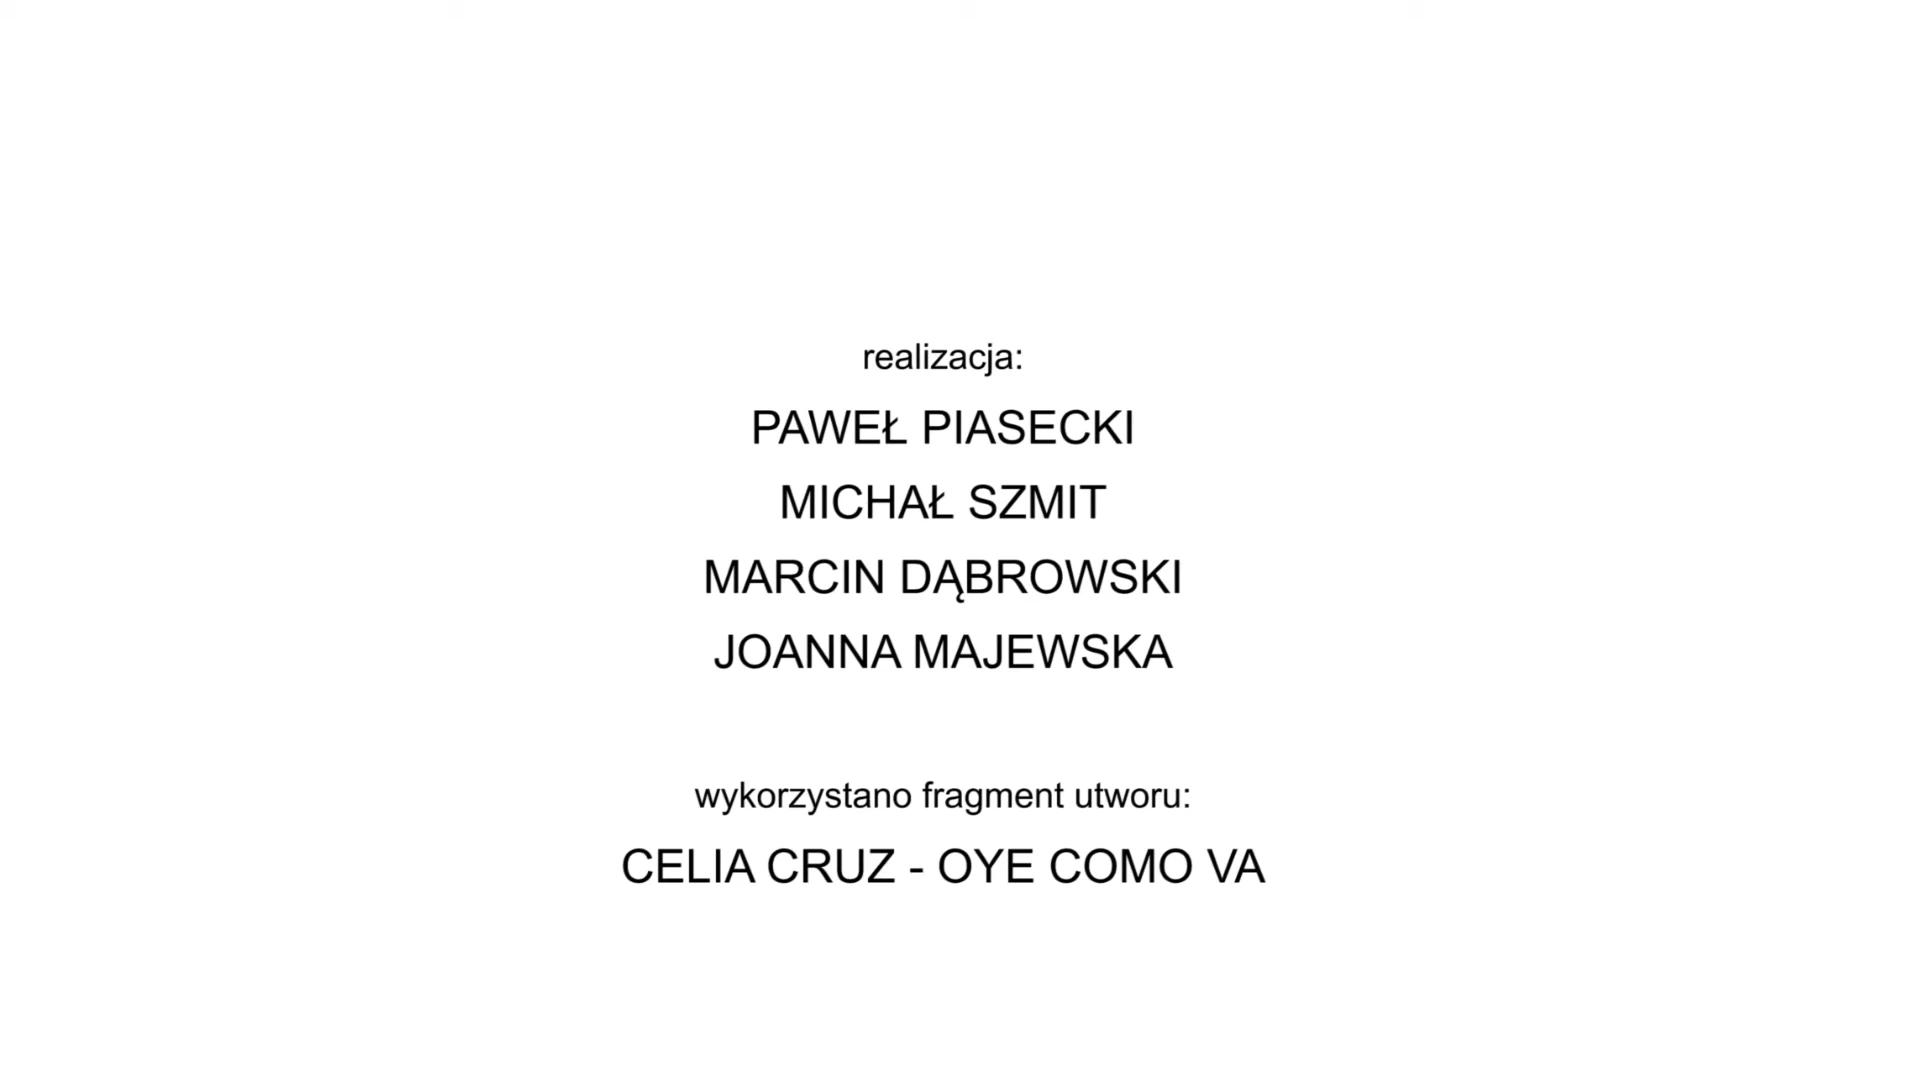 realizacja:
PAWEŁ PIASECKI
MICHAŁ SZMIT
MARCIN DĄBROWSKI
JOANNA MAJEWSKA
wykorzystano fragment utworu:
CELIA CRUZ - OYE COMO VA